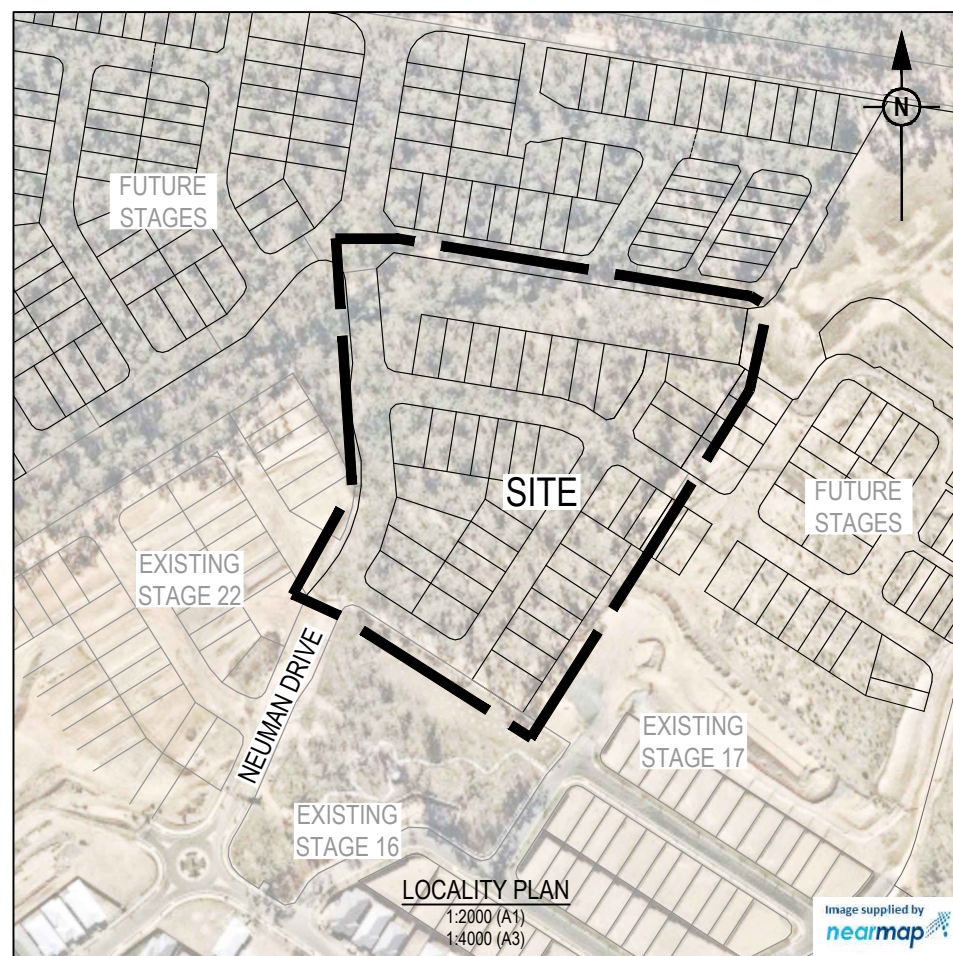 N
FUTURE
STAGES
SITE
FUTURE
STAGES
EXISTING
STAGE 22
NEUMAN DRIVE
EXISTING
STAGE 17
EXISTING
STAGE 16
LOCALITY PLAN
1:2000 (A1)
1:4000 (A3)
Image supplied by
nearmap